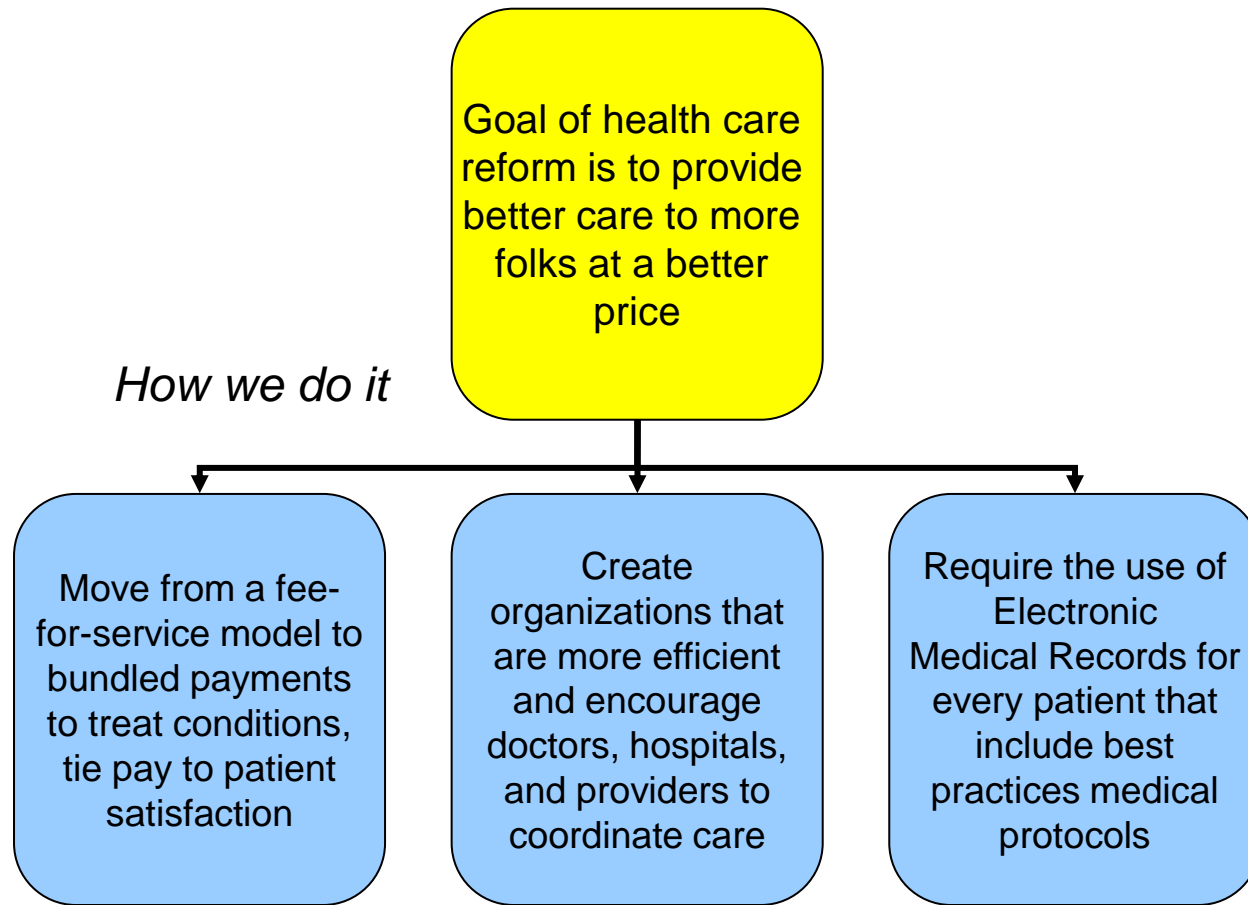 Goal of health care
reform is to provide
better care to more
folks at a better
price
How we do it
Move from a fee-
for-service model to
bundled payments
to treat conditions,
tie pay to patient
satisfaction
Create
organizations that
are more efficient
and encourage
doctors, hospitals,
and providers to
coordinate care
Require the use of
Electronic
Medical Records for
every patient that
include best
practices medical
protocols